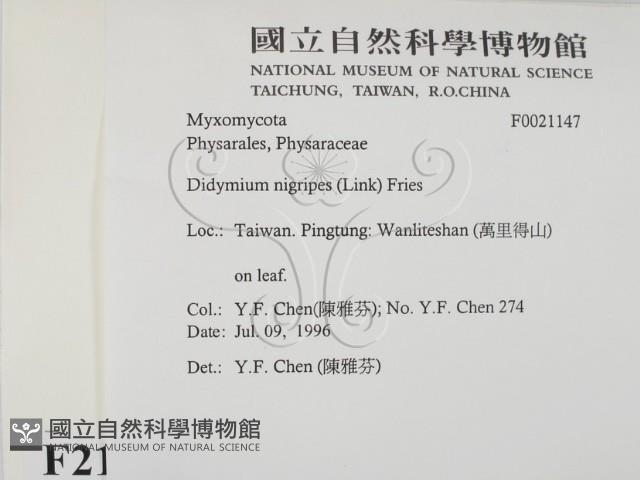 國立自然科學博物館
NATIONAL MUSEUM OF NATURAL SCIENCE
TAICHUNG, TAIWAN, R.O.CHINA
Myxomycota F0021147
Physarales, Physaraceae
Didymium nigripes (Link) Fries
Loc.: Taiwan. Pingtung: Wanliteshan (萬里得山)
on leaf.
Col.: Y.F. Chen(陳雅芬); No. Y.F. Chen 274
Date: Jul. 09, 1996
Det.: Y.F. Chen (陳雅芬)
國立自然科學博物館
NATIONAL MUSEUM OF NATURAL SCIENCE
F21